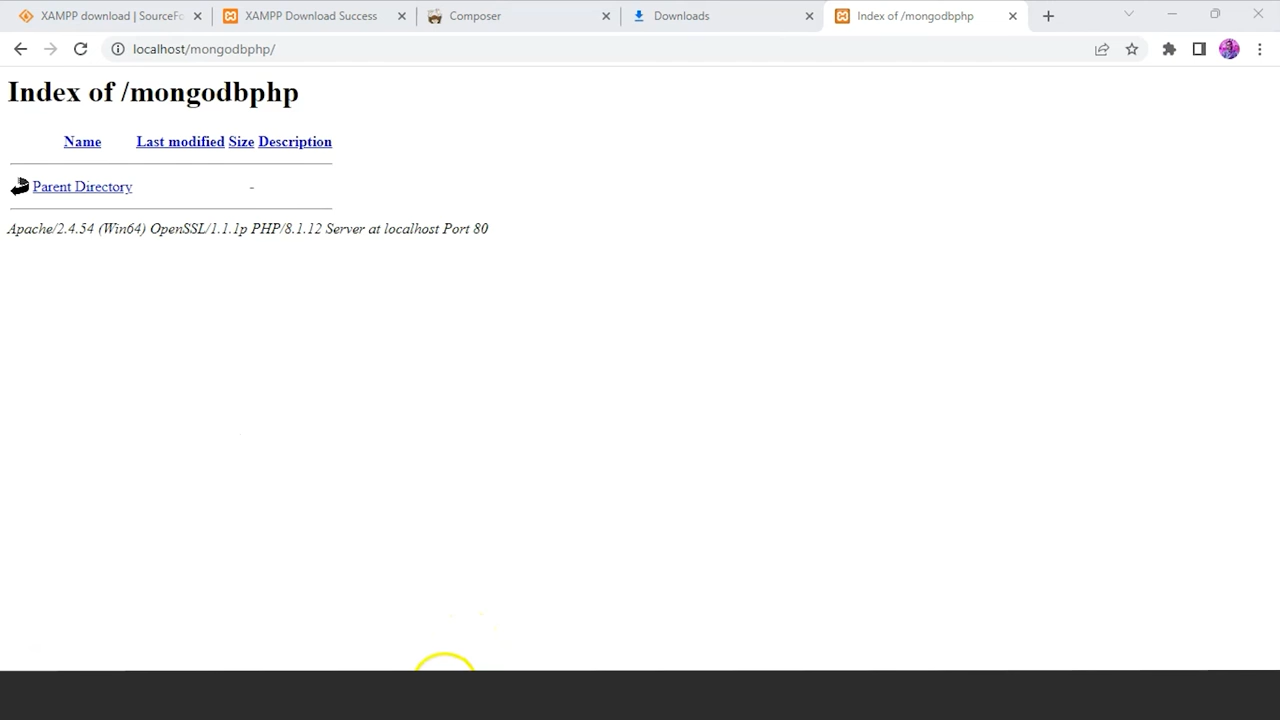 XAMPP download | SourceFo
XAMPP Download Success
Composer
Downloads
Index of /mongodbphp
localhost/mongodbphp/
Index of /mongodbphp
Name Last modified Size Description
Parent Directory -
Apache/2.4.54 (Win64) OpenSSL/1.1.1p PHP/8.1.12 Server at localhost Port 80